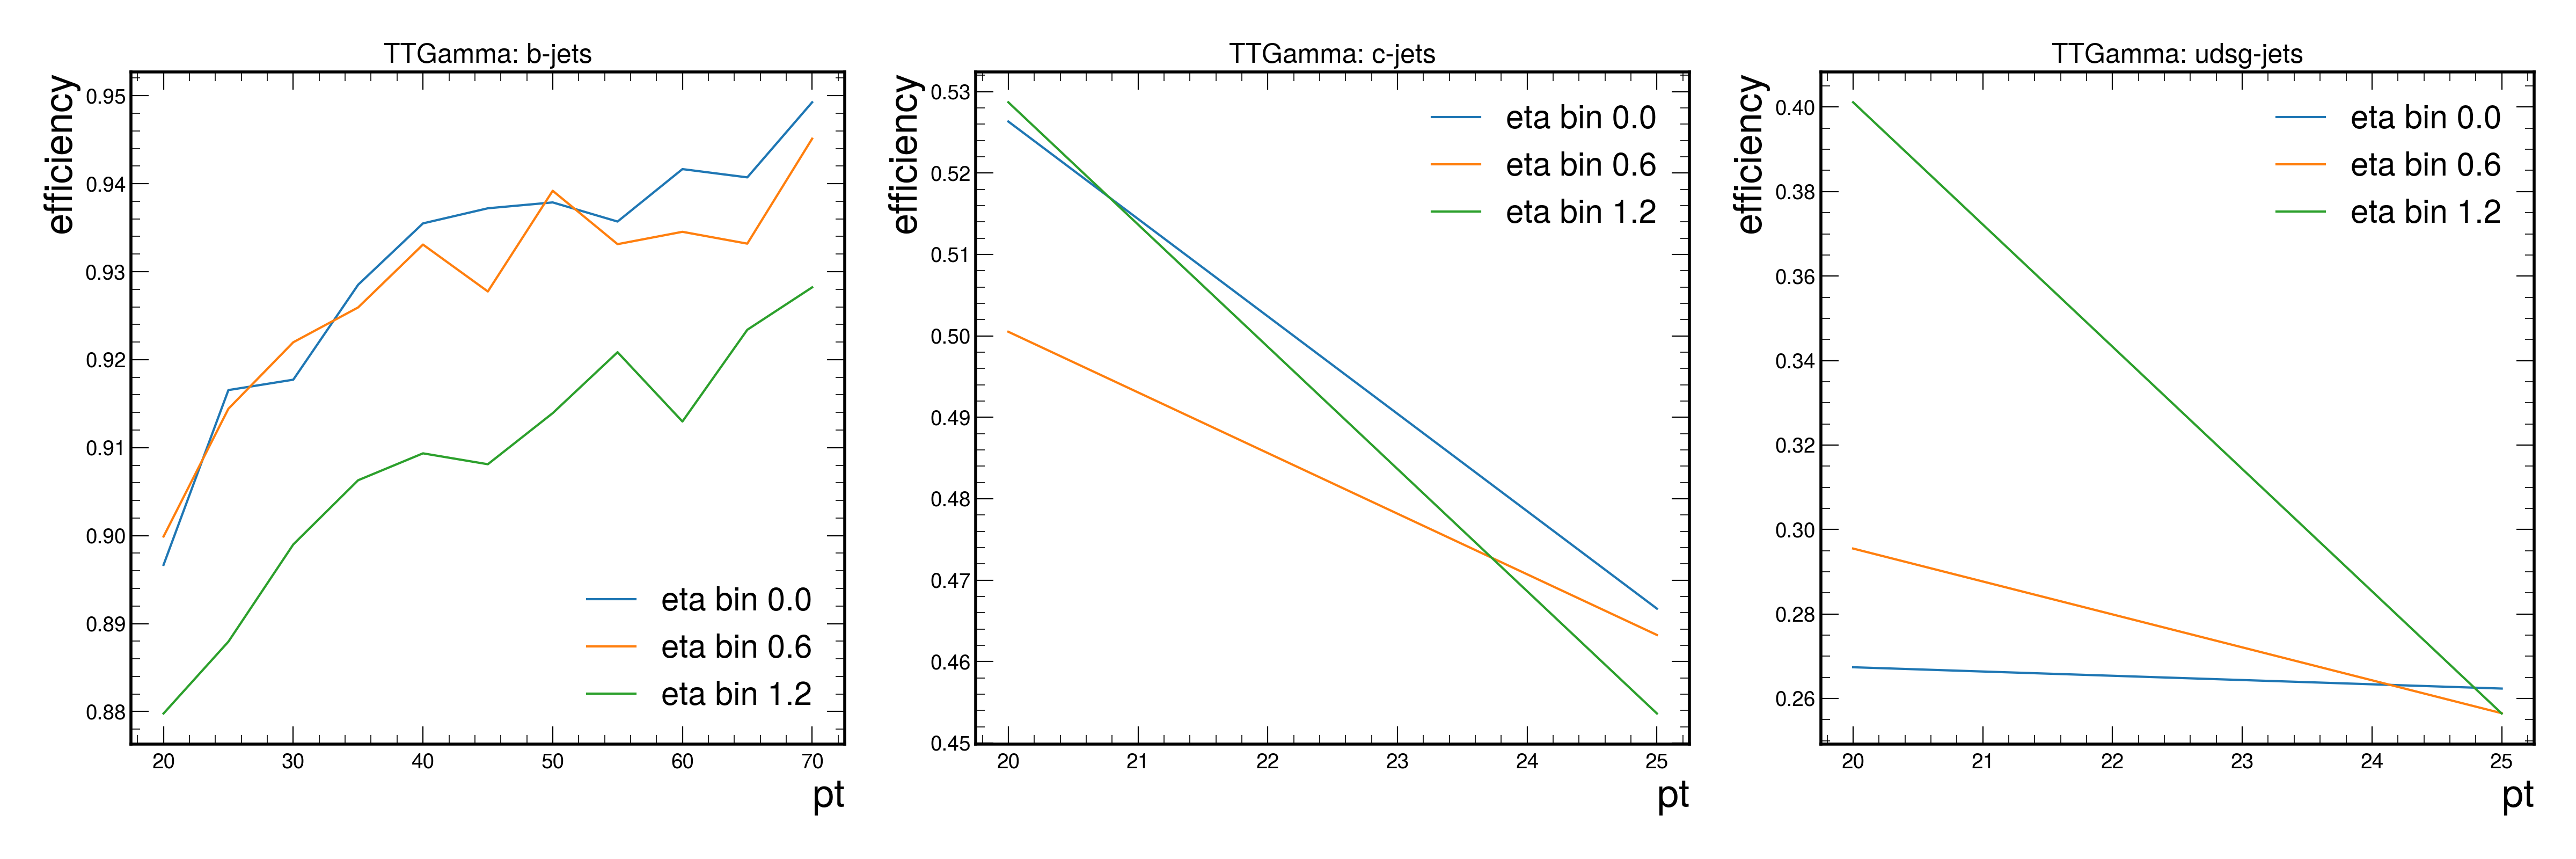 TTGamma: b-jets
efficiency
0.95
0.94
0.93
0.92
0.91
0.90
0.89
0.88
eta bin 0.0
eta bin 0.6
eta bin 1.2
20 30 40 50 60 70
pt
TTGamma: c-jets
efficiency
0.53
0.52
0.51
0.50
0.49
0.48
0.47
0.46
0.45
eta bin 0.0
eta bin 0.6
eta bin 1.2
20 21 22 23 24 25
pt
TTGamma: udsg-jets
efficiency
0.40
0.38
0.36
0.34
0.32
0.30
0.28
0.26
eta bin 0.0
eta bin 0.6
eta bin 1.2
20 21 22 23 24 25
pt